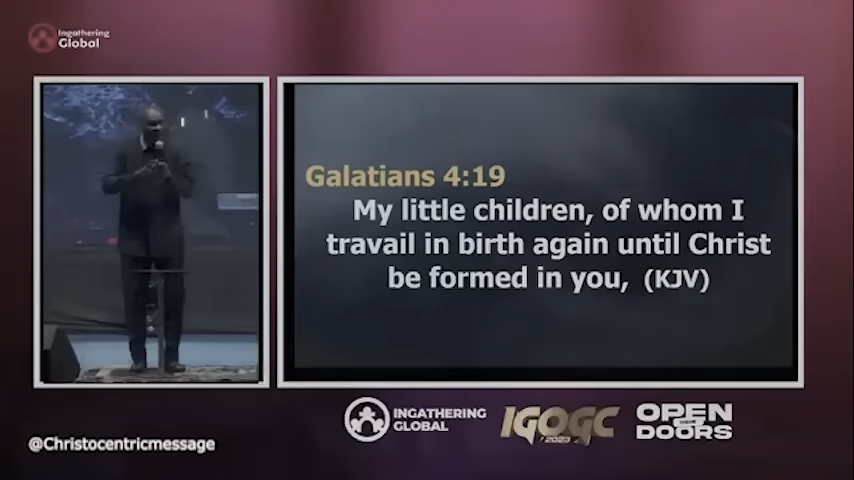 Ingathering
Global
Galatians 4:19
My little children, of whom I
travail in birth again until Christ
be formed in you, (KJV)
INGATHERING
GLOBAL
IGOGC
2023
OPEN
DOORS
@Christocentricmessage